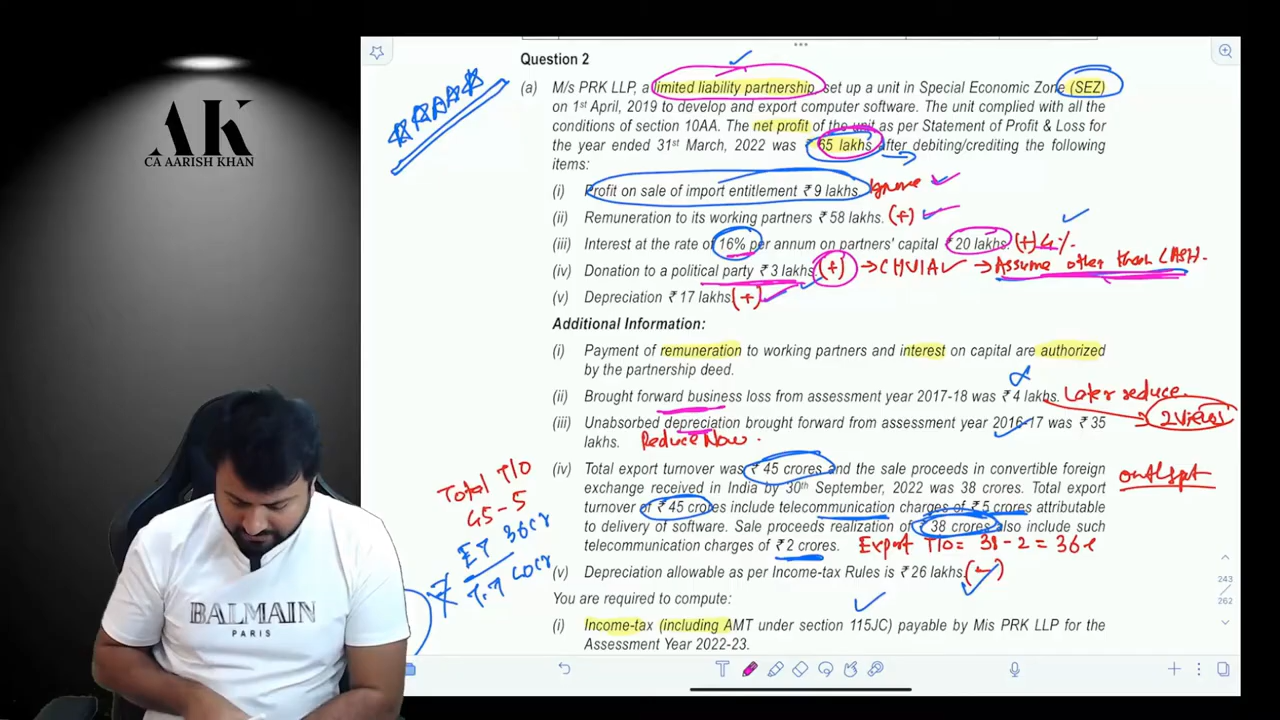 AK
CA AARISH KHAN
BALMAIN
PARIS
Question 2
(a) M/s PRK LLP, a limited liability partnership set up a unit in Special Economic Zone (SEZ)
on 1st April, 2019 to develop and export computer software. The unit complied with all the
conditions of section 10AA. The net profit of the unit as per Statement of Profit & Loss for
the year ended 31st March, 2022 was ₹ 65 lakhs after debiting/crediting the following
items:
(i) Profit on sale of import entitlement ₹ 9 lakhs. Ignore
(ii) Remuneration to its working partners ₹ 58 lakhs. (+)
(iii) Interest at the rate of 16% per annum on partners' capital ₹ 20 lakhs. (+) 4%.
(iv) Donation to a political party ₹ 3 lakhs (+) → CHVIA → Assume other than CASH.
(v) Depreciation ₹ 17 lakhs (+)
Additional Information:
(i) Payment of remuneration to working partners and interest on capital are authorized
by the partnership deed.
(ii) Brought forward business loss from assessment year 2017-18 was ₹ 4 lakhs. Later reduce
2 views
(iii) Unabsorbed depreciation brought forward from assessment year 2016-17 was ₹ 35
lakhs. Reduce Now.
(iv) Total export turnover was ₹ 45 crores and the sale proceeds in convertible foreign
exchange received in India by 30th September, 2022 was 38 crores. Total export
turnover of ₹ 45 crores include telecommunication charges of ₹ 5 crores attributable
to delivery of software. Sale proceeds realization of ₹ 38 crores also include such
telecommunication charges of ₹ 2 crores. Export T/O = 38 - 2 = 36
Total T/O
45 - 5
ET 36cr
T.T 40cr
(v) Depreciation allowable as per Income-tax Rules is ₹ 26 lakhs. (-)
You are required to compute:
(i) Income-tax (including AMT under section 115JC) payable by M/s PRK LLP for the
Assessment Year 2022-23.
243
262